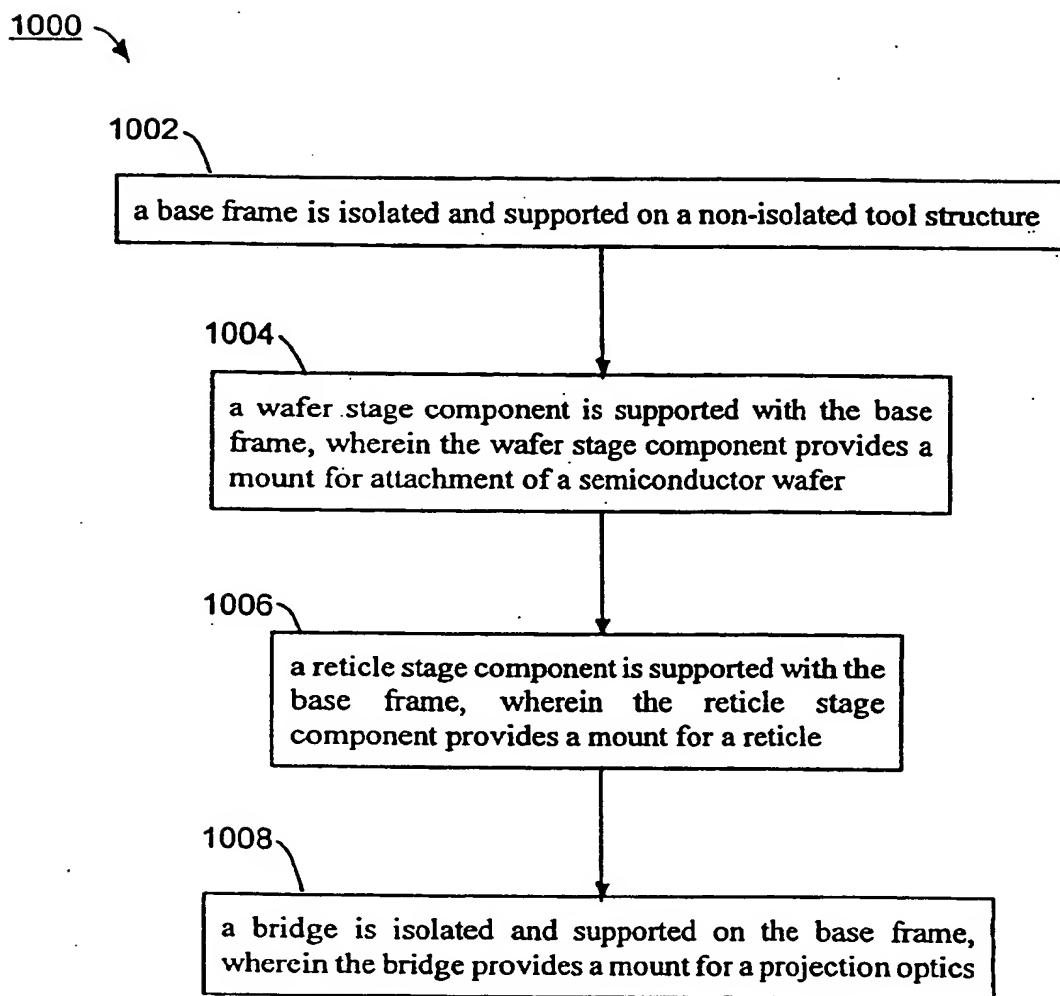 1000
1002
a base frame is isolated and supported on a non-isolated tool structure
1004
a wafer stage component is supported with the base
frame, wherein the wafer stage component provides a
mount for attachment of a semiconductor wafer
1006
a reticle stage component is supported with the
base frame, wherein the reticle stage
component provides a mount for a reticle
1008
a bridge is isolated and supported on the base frame,
wherein the bridge provides a mount for a projection optics